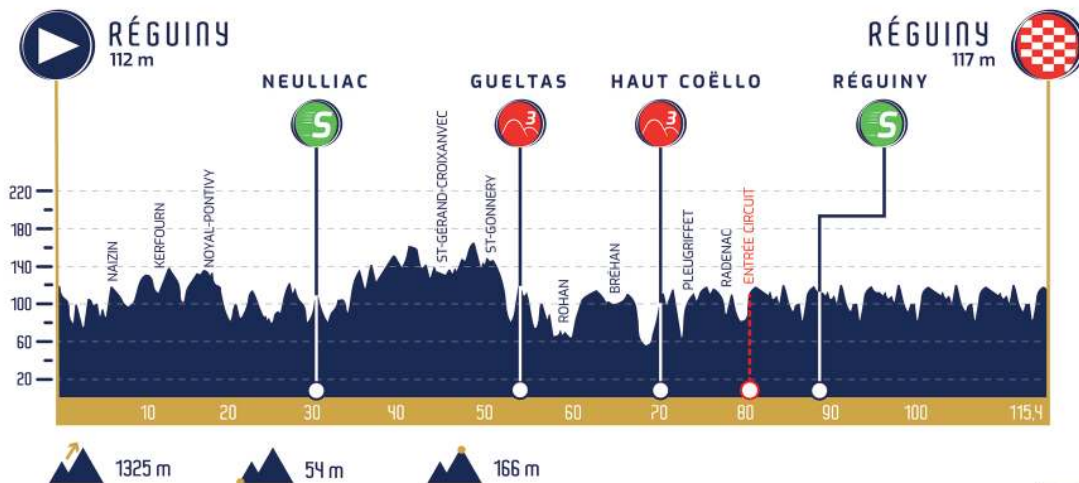 RÉGUINY
112 m
RÉGUINY
117 m
NEULLIAC
GUELTAS
HAUT COËLLO
RÉGUINY
S
3
3
S
NAIZIN
KERFOURN
NOYAL-PONTIVY
ST-GÉRAND-CROIXANVEC
ST-GONNERY
ROHAN
BRÉHAN
PLEUGRIFFET
RADENAC
ENTRÉE CIRCUIT
220
180
140
100
60
20
10 20 30 40 50 60 70 80 90 100 115,4
1325 m 54 m 166 m